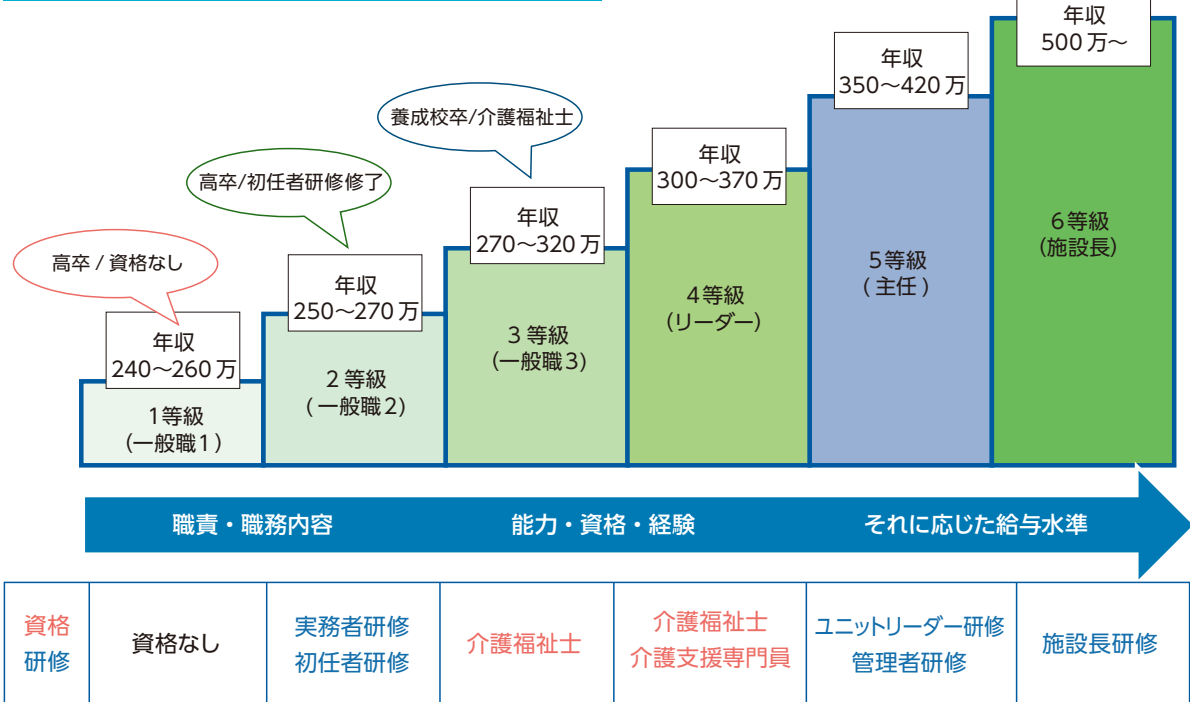 年収
500万～
年収
350～420万
養成校卒/介護福祉士
年収
300～370万
高卒/初任者研修修了
年収
270～320万
高卒 / 資格なし
年収
250～270万
年収
240～260万
1等級
(一般職1)
2等級
(一般職2)
3等級
(一般職3)
4等級
(リーダー)
5等級
(主任)
6等級
(施設長)
職責・職務内容
能力・資格・経験
それに応じた給与水準
資格
研修
資格なし
実務者研修
初任者研修
介護福祉士
介護福祉士
介護支援専門員
ユニットリーダー研修
管理者研修
施設長研修